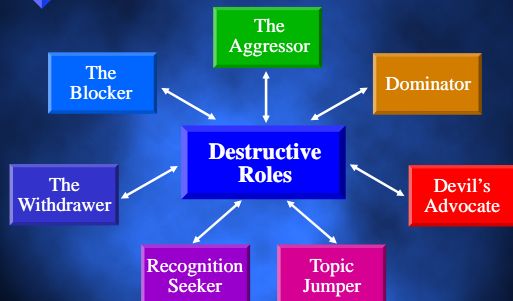 The
Aggressor
The
Blocker
Dominator
Destructive
Roles
The
Withdrawer
Devil's
Advocate
Recognition
Seeker
Topic
Jumper